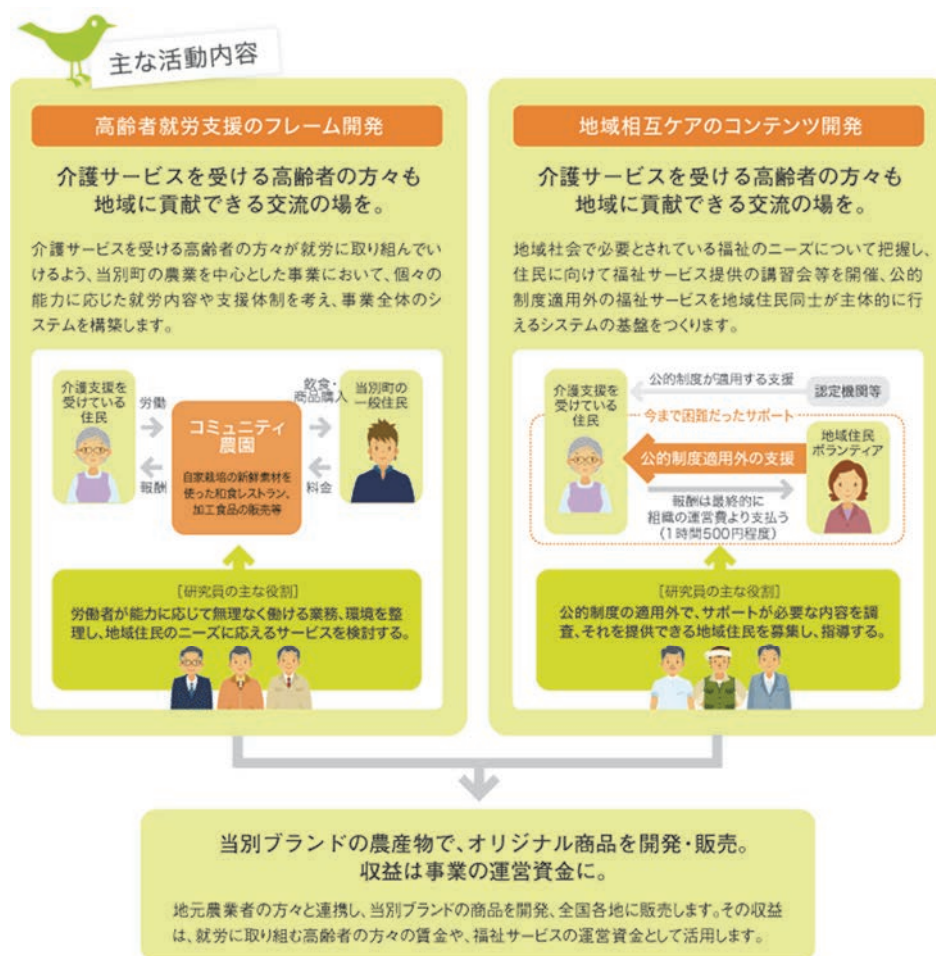 主な活動内容
高齢者就労支援のフレーム開発
介護サービスを受ける高齢者の方々も
地域に貢献できる交流の場を。
介護サービスを受ける高齢者の方々が就労に取り組んでい
けるよう、当別町の農業を中心とした事業において、個々の
能力に応じた就労内容や支援体制を考え、事業全体のシ
ステムを構築します。
介護支援を
受けている
住民
労働
報酬
コミュニティ
農園
自家栽培の新鮮素材を
使った和食レストラン、
加工食品の販売等
飲食・
商品購入
料金
当別町の
一般住民
[研究員の主な役割]
労働者が能力に応じて無理なく働ける業務、環境を整
理し、地域住民のニーズに応えるサービスを検討する。
地域相互ケアのコンテンツ開発
介護サービスを受ける高齢者の方々も
地域に貢献できる交流の場を。
地域社会で必要とされている福祉のニーズについて把握し、
住民に向けて福祉サービス提供の講習会等を開催、公的
制度適用外の福祉サービスを地域住民同士が主体的に行
えるシステムの基盤をつくります。
介護支援を
受けている
住民
公的制度が適用する支援
認定機関等
今まで困難だったサポート
公的制度適用外の支援
地域住民
ボランティア
報酬は最終的に
組織の運営費より支払う
(1時間500円程度)
[研究員の主な役割]
公的制度の適用外で、サポートが必要な内容を調
査、それを提供できる地域住民を募集し、指導する。
当別ブランドの農産物で、オリジナル商品を開発・販売。
収益は事業の運営資金に。
地元農業者の方々と連携し、当別ブランドの商品を開発、全国各地に販売します。その収益
は、就労に取り組む高齢者の方々の賃金や、福祉サービスの運営資金として活用します。